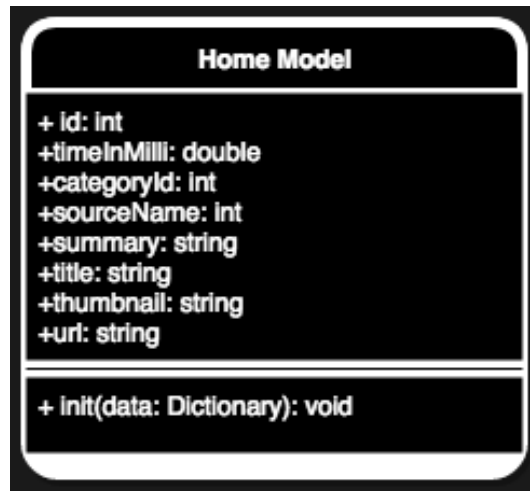 Home Model
+ id: int
+timeInMilli: double
+categoryId: int
+sourceName: int
+summary: string
+title: string
+thumbnail: string
+url: string
+ init(data: Dictionary): void